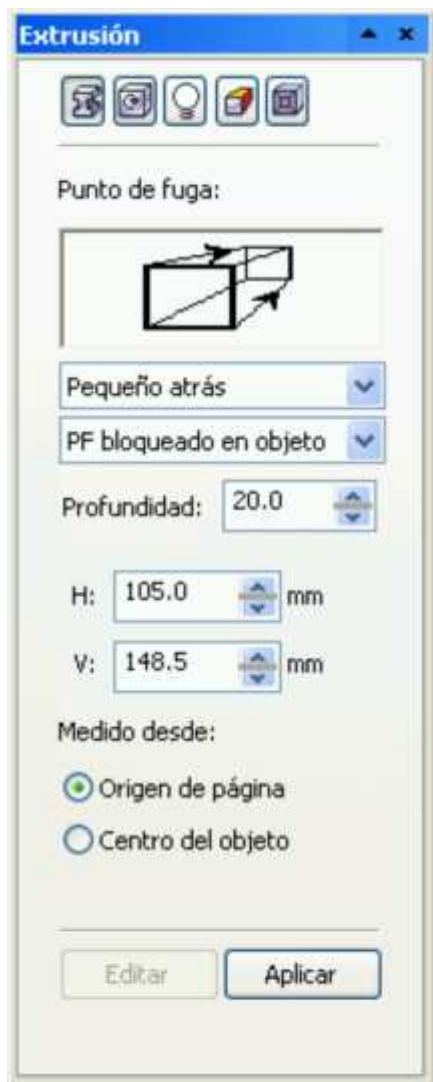 Extrusión
Punto de fuga:
Pequeño atrás
PF bloqueado en objeto
Profundidad: 20.0
H: 105.0 mm
V: 148.5 mm
Medido desde:
Origen de página
Centro del objeto
Editar Aplicar